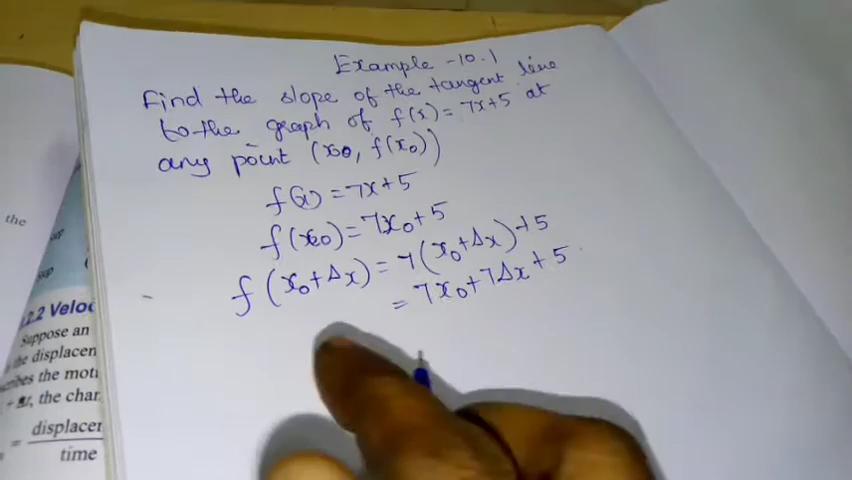 Example - 10.1
Find the slope of the tangent line
to the graph of f(x) = 7x+5 at
any point (x0, f(x0))
f(x) = 7x+5
f(x0) = 7x0+5
f(x0+Δx) = 7(x0+Δx)+5
= 7x0+7Δx+5
the
.2.2 Veloc
Suppose an
the displacem
the moti
, the char
= displacem
time